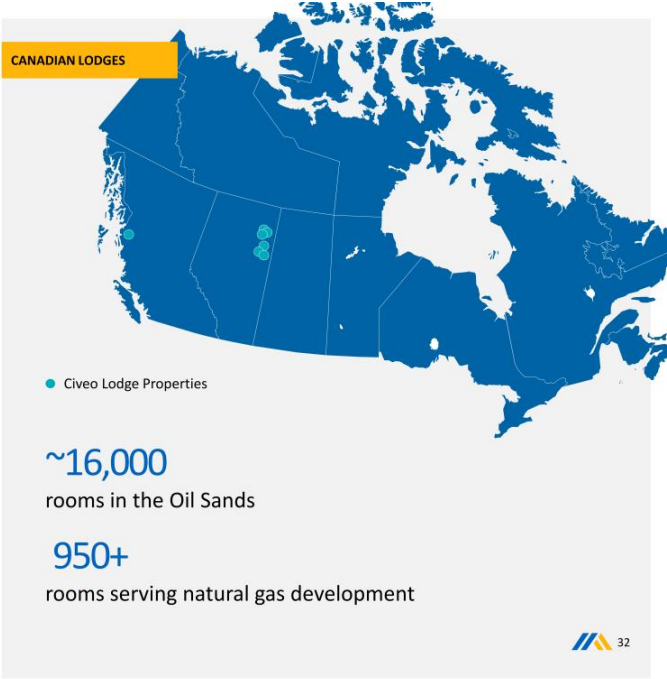 CANADIAN LODGES
Civeo Lodge Properties
~16,000
rooms in the Oil Sands
950+
rooms serving natural gas development
32